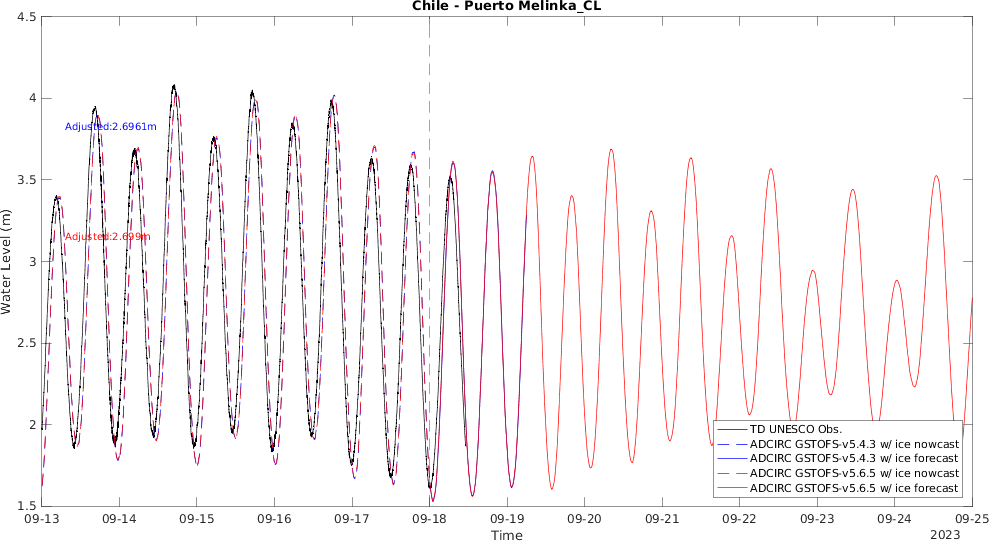 Chile - Puerto Melinka_CL
4.5
4
3.5
3
2.5
2
1.5
Water Level (m)
Adjusted:2.6961m
Adjusted:2.699m
TD UNESCO Obs.
ADCIRC GSTOFS-v5.4.3 w/ ice nowcast
ADCIRC GSTOFS-v5.4.3 w/ ice forecast
ADCIRC GSTOFS-v5.6.5 w/ ice nowcast
ADCIRC GSTOFS-v5.6.5 w/ ice forecast
09-13 09-14 09-15 09-16 09-17 09-18 09-19 09-20 09-21 09-22 09-23 09-24 09-25
Time
2023